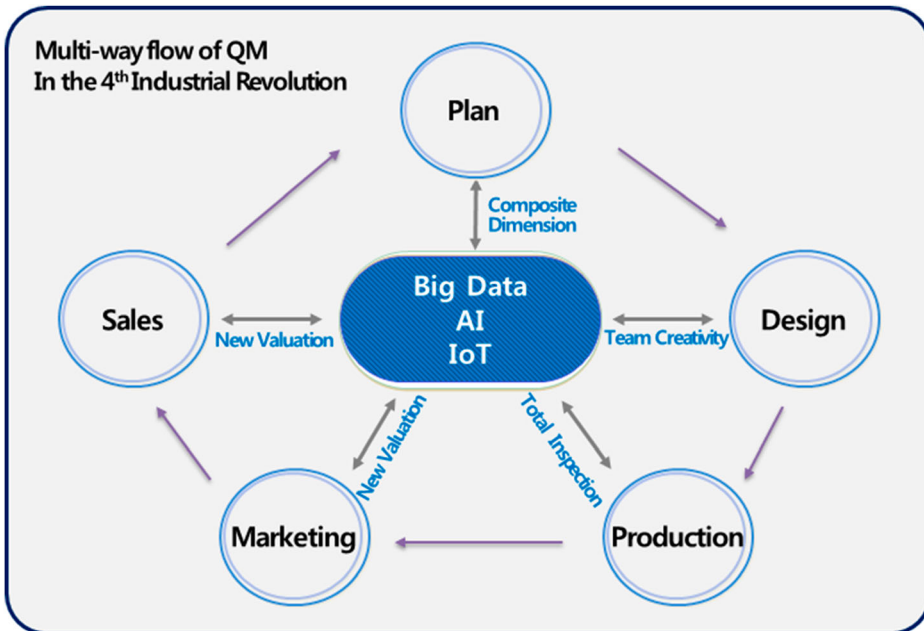 Multi-way flow of QM
In the 4th Industrial Revolution
Plan
Composite
Dimension
Big Data
AI
IoT
Sales
New Valuation
Team Creativity
Design
New Valuation
Total Inspection
Marketing
Production